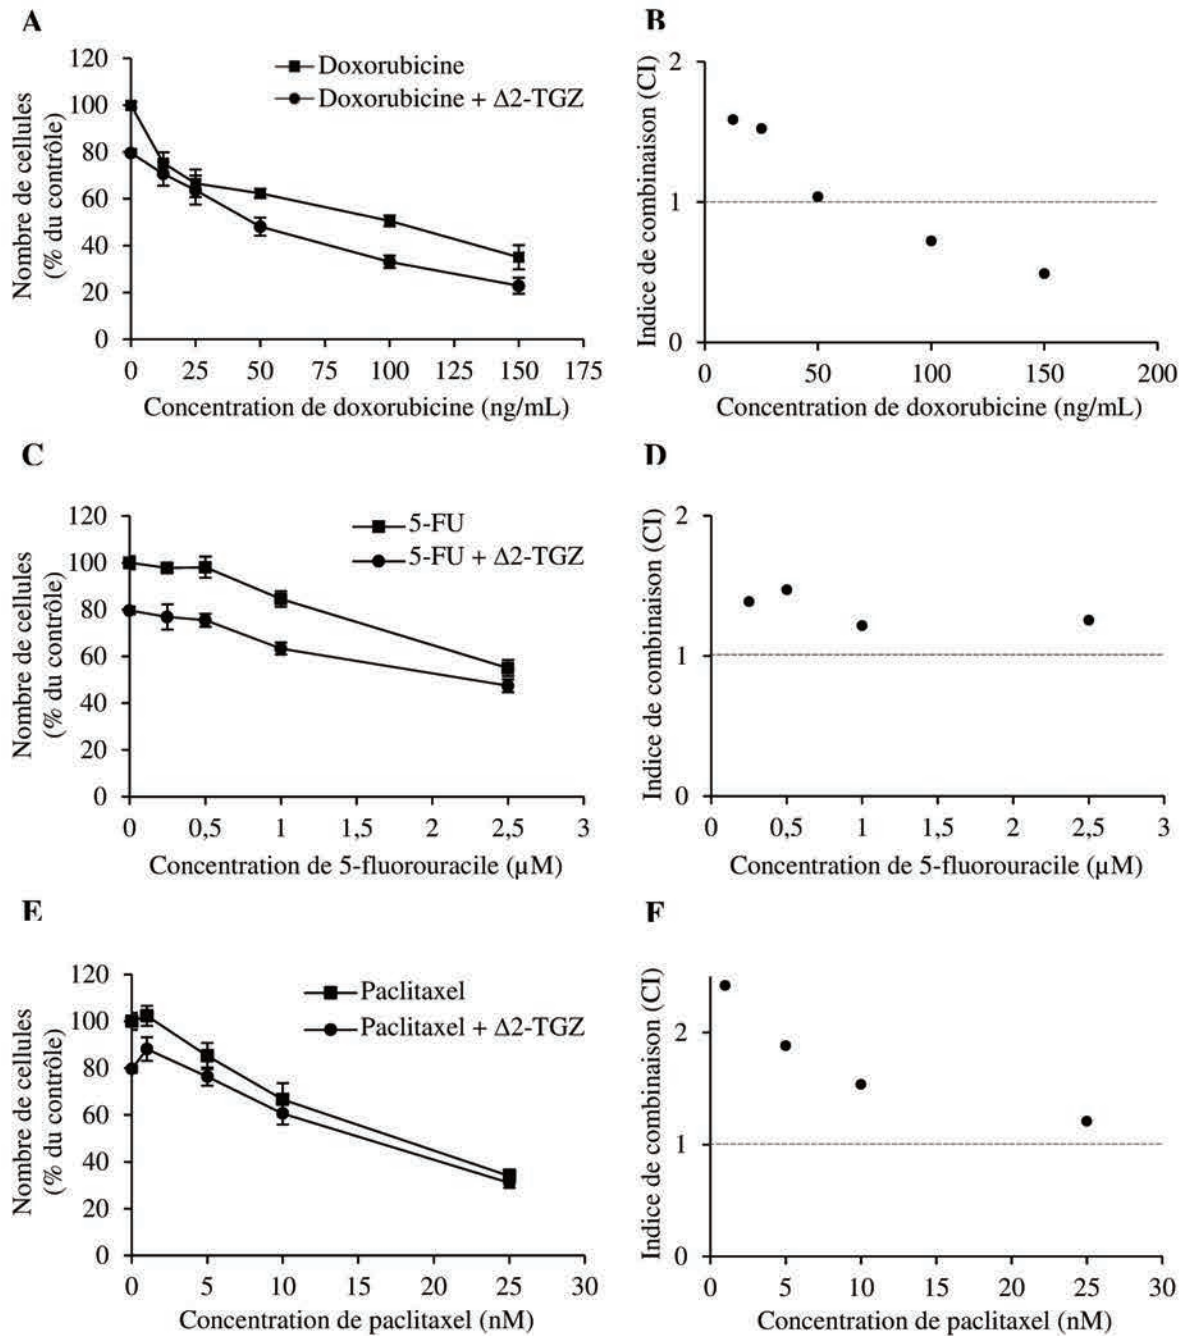 A
Nombre de cellules
(% du contrôle)
120
100
80
60
40
20
0
Doxorubicine
Doxorubicine + Δ2-TGZ
0 25 50 75 100 125 150 175
Concentration de doxorubicine (ng/mL)
B
Indice de combinaison (CI)
2
1
0
0 50 100 150 200
Concentration de doxorubicine (ng/mL)
C
Nombre de cellules
(% du contrôle)
120
100
80
60
40
20
0
5-FU
5-FU + Δ2-TGZ
0 0,5 1 1,5 2 2,5 3
Concentration de 5-fluorouracile (µM)
D
Indice de combinaison (CI)
2
1
0
0 0,5 1 1,5 2 2,5 3
Concentration de 5-fluorouracile (µM)
E
Nombre de cellules
(% du contrôle)
120
100
80
60
40
20
0
Paclitaxel
Paclitaxel + Δ2-TGZ
0 5 10 15 20 25 30
Concentration de paclitaxel (nM)
F
Indice de combinaison (CI)
2
1
0
0 5 10 15 20 25 30
Concentration de paclitaxel (nM)